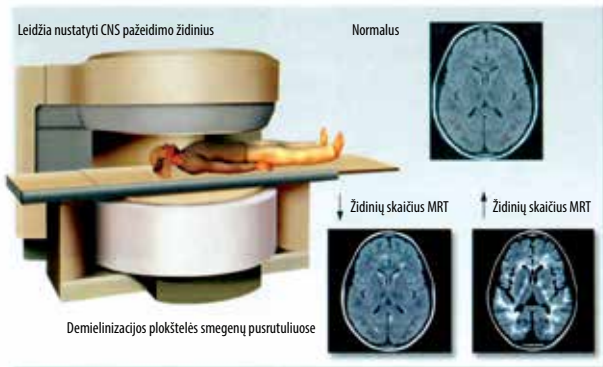 Leidžia nustatyti CNS pažeidimo židinius
Normalus
↓ Židinių skaičius MRT
↑ Židinių skaičius MRT
Demielinizacijos plokštelės smegenų pusrutuliuose